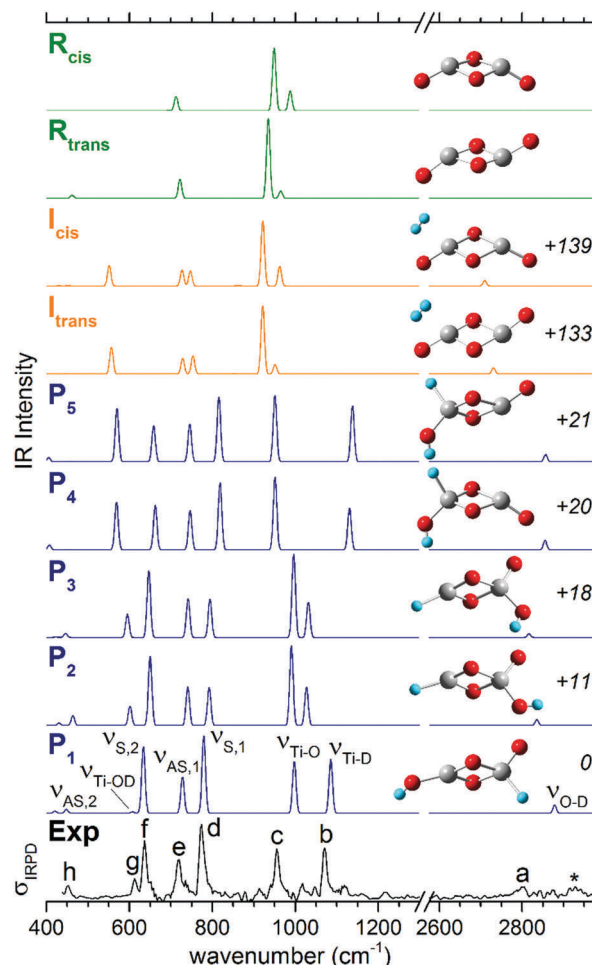 R_cis
R_trans
I_cis
+139
I_trans
+133
P_5
+21
P_4
+20
P_3
+18
P_2
+11
P_1
0
ν_S,2
ν_S,1
ν_Ti-O
ν_Ti-D
ν_AS,1
ν_Ti-OD
ν_AS,2
ν_O-D
Exp
h
g
f
e
d
c
b
a
*
IR Intensity
σ_IRPD
400 600 800 1000 1200 2600 2800
wavenumber (cm⁻¹)